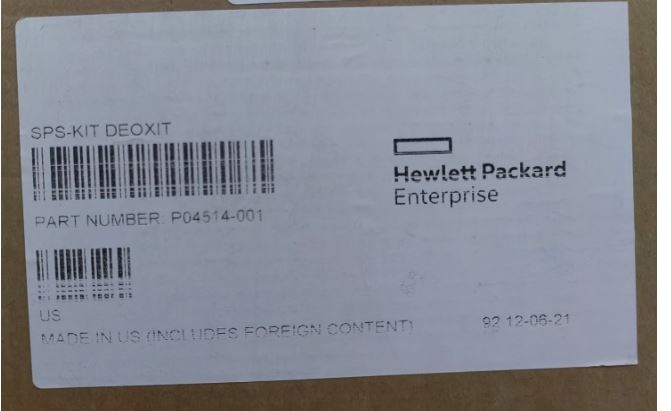 SPS-KIT DEOXIT
PART NUMBER: P04514-001
US
MADE IN US (INCLUDES FOREIGN CONTENT)
Hewlett Packard
Enterprise
92 12-06-21